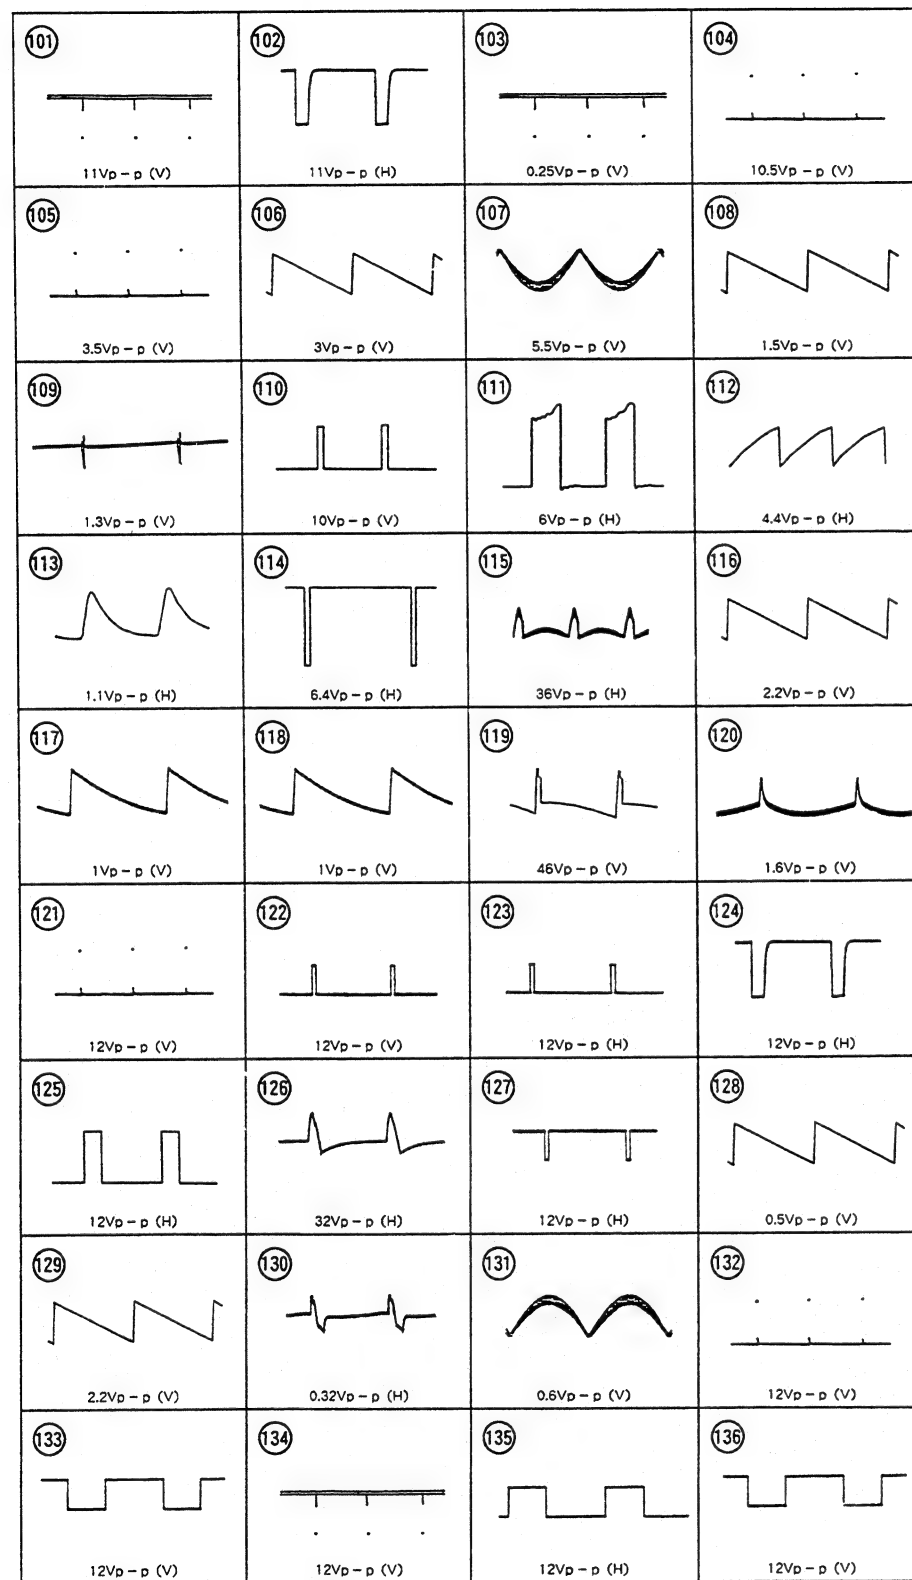 101 102 103 104
11Vp-p (V) 11Vp-p (H) 0.25Vp-p (V) 10.5Vp-p (V)
105 106 107 108
3.5Vp-p (V) 3Vp-p (V) 5.5Vp-p (V) 1.5Vp-p (V)
109 110 111 112
1.3Vp-p (V) 10Vp-p (V) 6Vp-p (H) 4.4Vp-p (H)
113 114 115 116
1.1Vp-p (H) 6.4Vp-p (H) 36Vp-p (H) 2.2Vp-p (V)
117 118 119 120
1Vp-p (V) 1Vp-p (V) 46Vp-p (V) 1.6Vp-p (V)
121 122 123 124
12Vp-p (V) 12Vp-p (V) 12Vp-p (H) 12Vp-p (H)
125 126 127 128
12Vp-p (H) 32Vp-p (H) 12Vp-p (H) 0.5Vp-p (V)
129 130 131 132
2.2Vp-p (V) 0.32Vp-p (H) 0.6Vp-p (V) 12Vp-p (V)
133 134 135 136
12Vp-p (V) 12Vp-p (V) 12Vp-p (H) 12Vp-p (V)